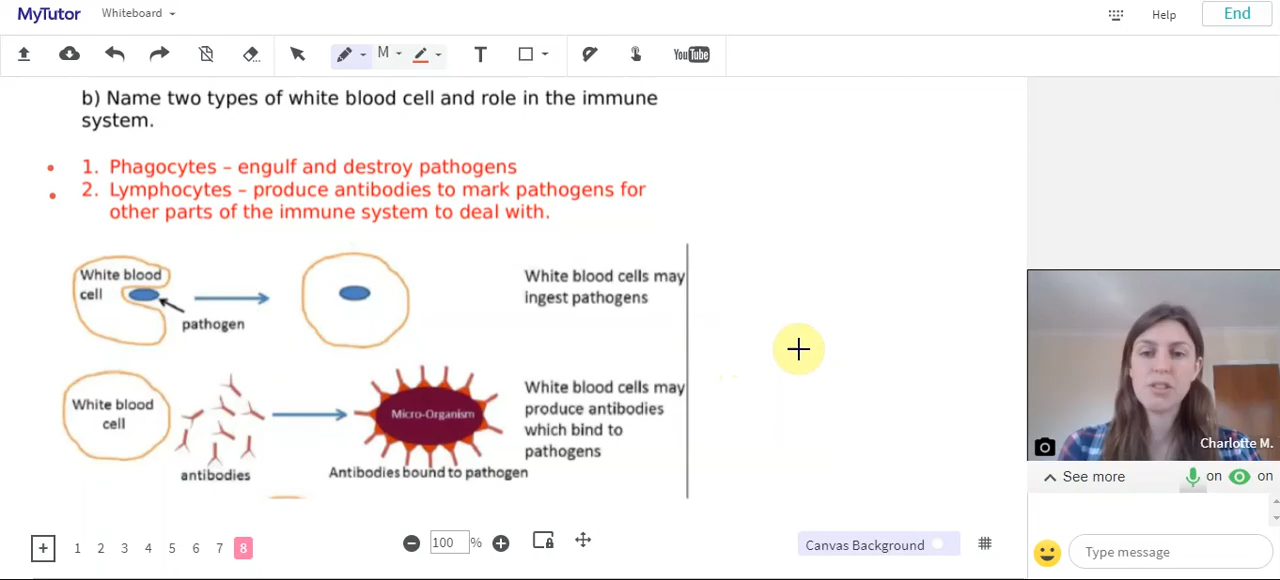 MyTutor
Whiteboard
Help
End
M
T
You Tube
b) Name two types of white blood cell and role in the immune
system.
1. Phagocytes – engulf and destroy pathogens
2. Lymphocytes – produce antibodies to mark pathogens for
other parts of the immune system to deal with.
White blood
cell
pathogen
White blood cells may
ingest pathogens
White blood
cell
antibodies
Micro-Organism
Antibodies bound to pathogen
White blood cells may
produce antibodies
which bind to
pathogens
Charlotte M.
See more
on
on
1 2 3 4 5 6 7 8
100 %
Canvas Background
Type message